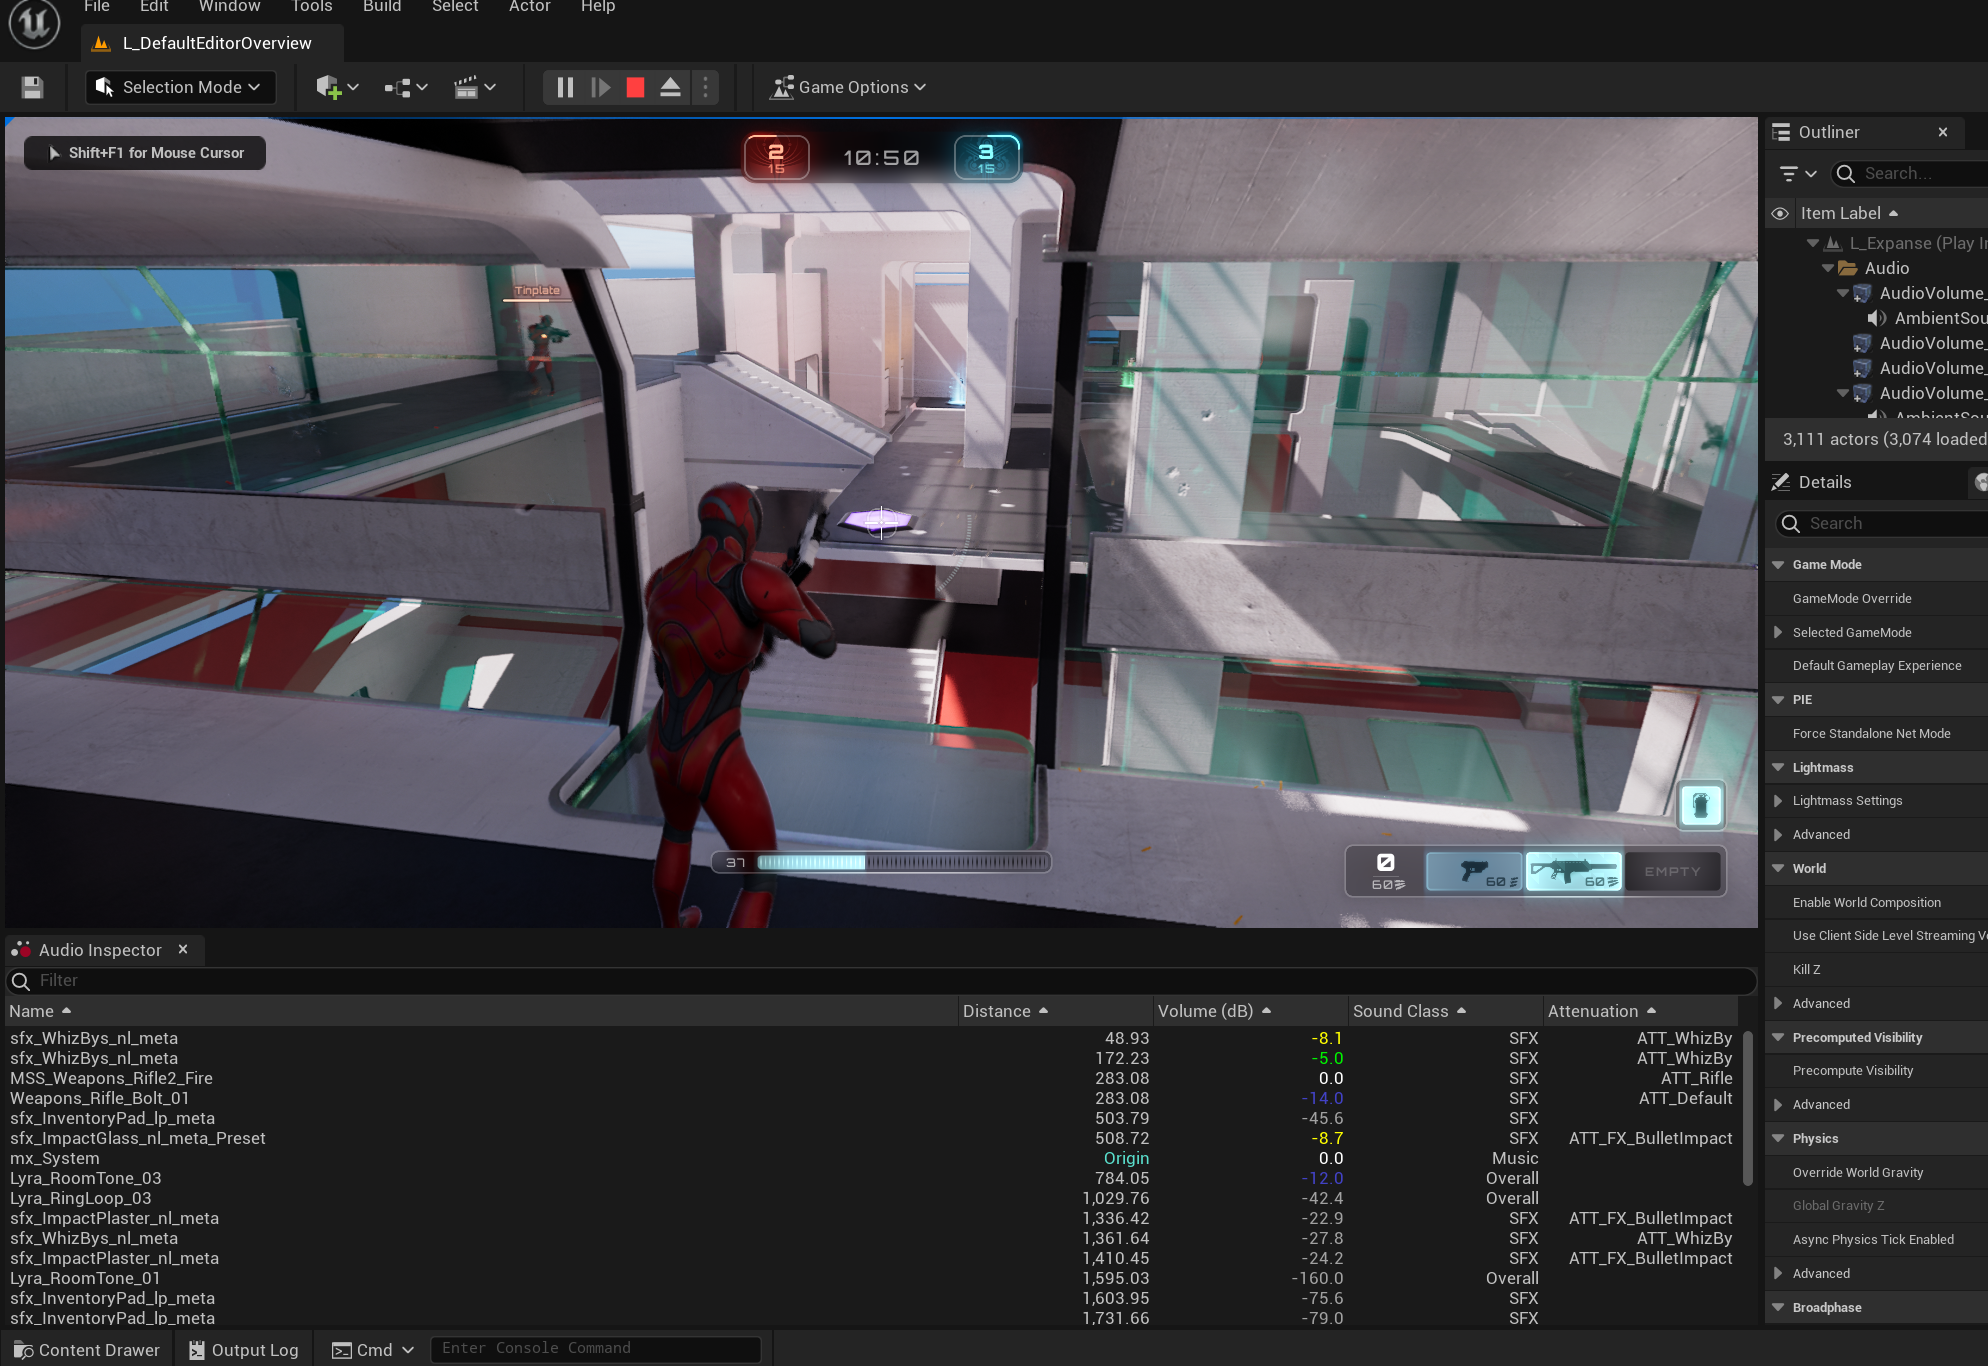 File Edit Window Tools Build Select Actor Help
L_DefaultEditorOverview
Selection Mode
Game Options
Shift+F1 for Mouse Cursor
2
15
10:50
3
15
Tinplate
37
0
60
60
60
EMPTY
Outliner
Search...
Item Label
L_Expanse (Play I
Audio
AudioVolume_
AmbientSou
AudioVolume_
AudioVolume_
AudioVolume_
AmbientSou
3,111 actors (3,074 loaded
Details
Search
Game Mode
GameMode Override
Selected GameMode
Default Gameplay Experience
PIE
Force Standalone Net Mode
Lightmass
Lightmass Settings
Advanced
World
Enable World Composition
Use Client Side Level Streaming Vo
Kill Z
Advanced
Precomputed Visibility
Precompute Visibility
Advanced
Physics
Override World Gravity
Global Gravity Z
Async Physics Tick Enabled
Advanced
Broadphase
Audio Inspector
Filter
Name Distance Volume (dB) Sound Class Attenuation
sfx_WhizBys_nl_meta 48.93 -8.1 SFX ATT_WhizBy
sfx_WhizBys_nl_meta 172.23 -5.0 SFX ATT_WhizBy
MSS_Weapons_Rifle2_Fire 283.08 0.0 SFX ATT_Rifle
Weapons_Rifle_Bolt_01 283.08 -14.0 SFX ATT_Default
sfx_InventoryPad_lp_meta 503.79 -45.6 SFX
sfx_ImpactGlass_nl_meta_Preset 508.72 -8.7 SFX ATT_FX_BulletImpact
mx_System Origin 0.0 Music
Lyra_RoomTone_03 784.05 -12.0 Overall
Lyra_RingLoop_03 1,029.76 -42.4 Overall
sfx_ImpactPlaster_nl_meta 1,336.42 -22.9 SFX ATT_FX_BulletImpact
sfx_WhizBys_nl_meta 1,361.64 -27.8 SFX ATT_WhizBy
sfx_ImpactPlaster_nl_meta 1,410.45 -24.2 SFX ATT_FX_BulletImpact
Lyra_RoomTone_01 1,595.03 -160.0 Overall
sfx_InventoryPad_lp_meta 1,603.95 -75.6 SFX
sfx_InventoryPad_lp_meta 1,731.66 -79.0 SFX
Content Drawer Output Log Cmd Enter Console Command